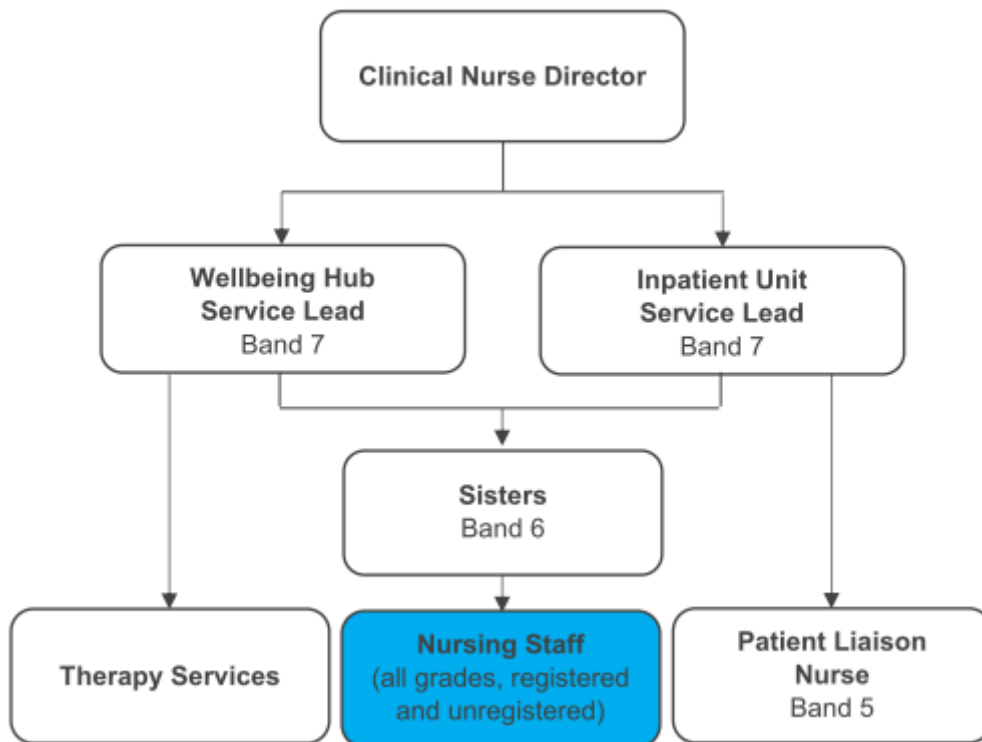 Clinical Nurse Director
Wellbeing Hub
Service Lead
Band 7
Inpatient Unit
Service Lead
Band 7
Sisters
Band 6
Therapy Services
Nursing Staff
(all grades, registered
and unregistered)
Patient Liaison
Nurse
Band 5